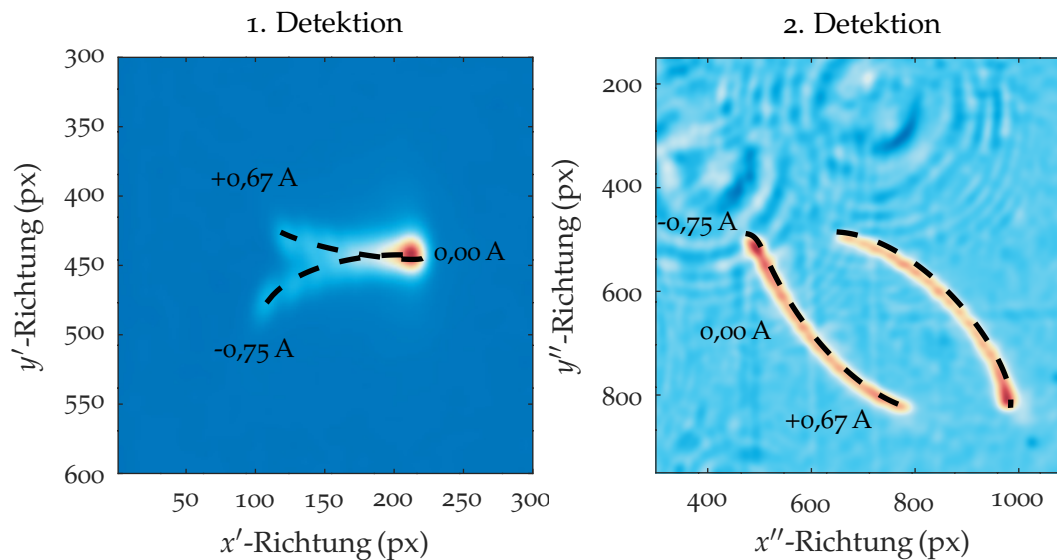 1. Detektion
300
350
400
450
500
550
600
y′-Richtung (px)
+0,67 A
0,00 A
-0,75 A
50
100
150
200
250
300
x′-Richtung (px)
2. Detektion
200
400
600
800
y″-Richtung (px)
-0,75 A
0,00 A
+0,67 A
400
600
800
1000
x″-Richtung (px)